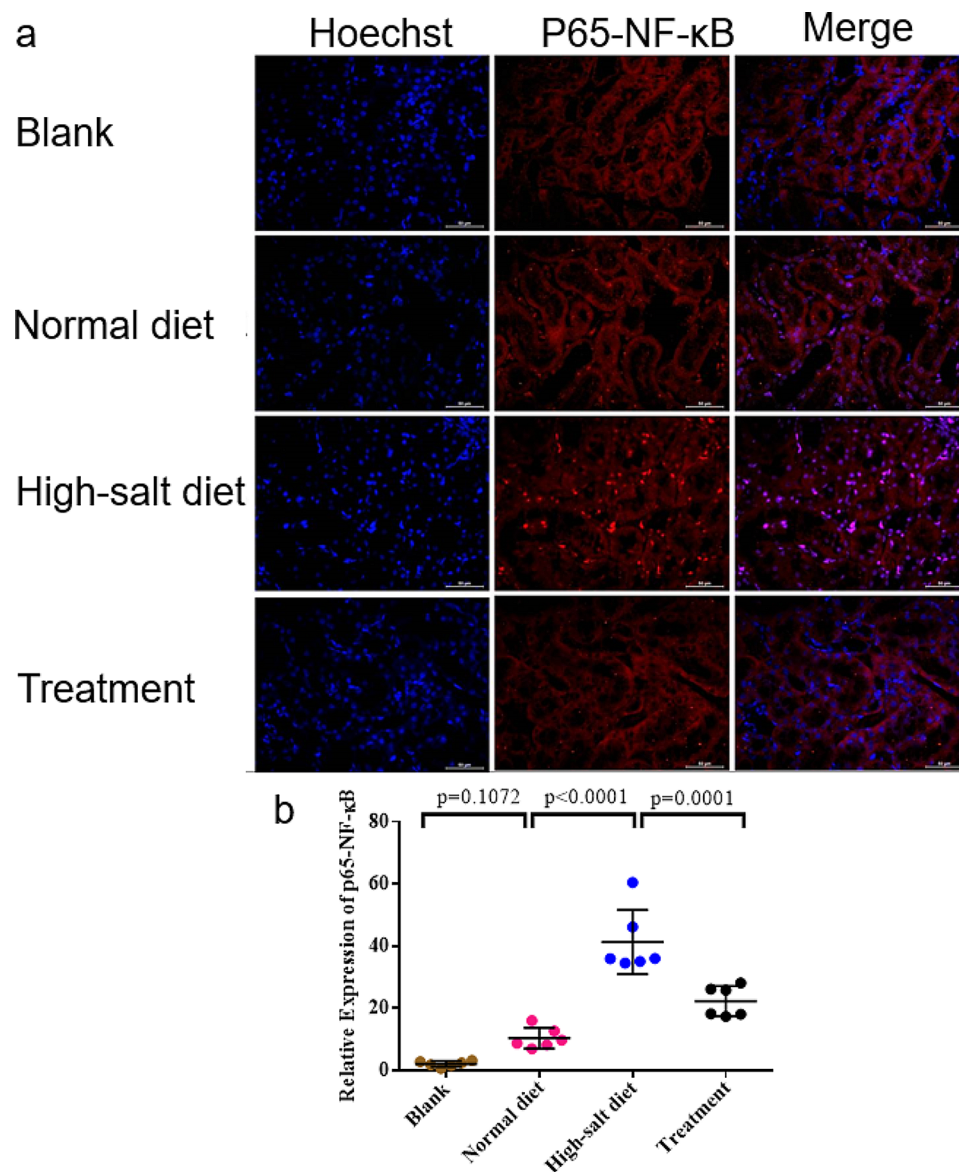 a
Hoechst P65-NF-κB Merge
Blank
Normal diet
High-salt diet
Treatment
b
p=0.1072 p<0.0001 p=0.0001
Relative Expression of p65-NF-κB
80
60
40
20
0
Blank Normal diet High-salt diet Treatment